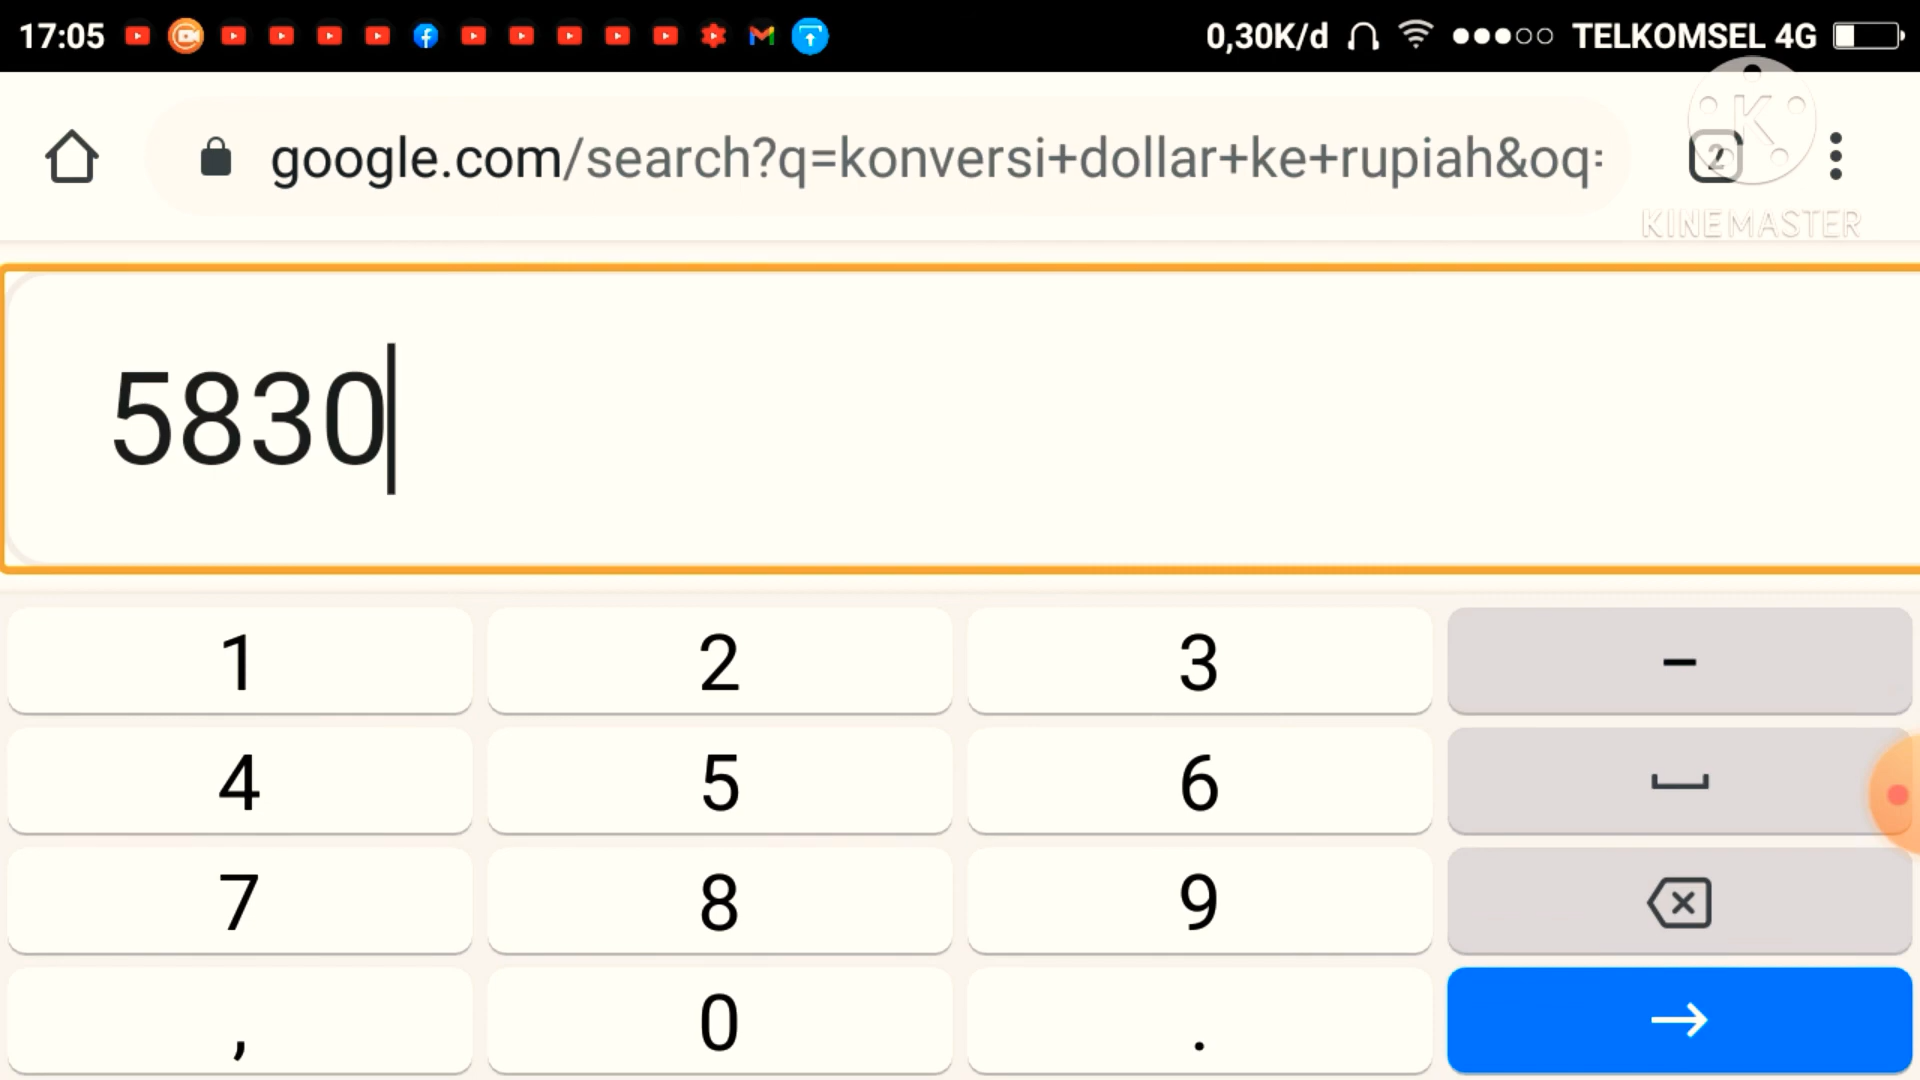 17:05 0,30K/d TELKOMSEL 4G
google.com/search?q=konversi+dollar+ke+rupiah&oq=
2
K
KINEMASTER
5830
1 2 3 –
4 5 6
7 8 9
, 0 .